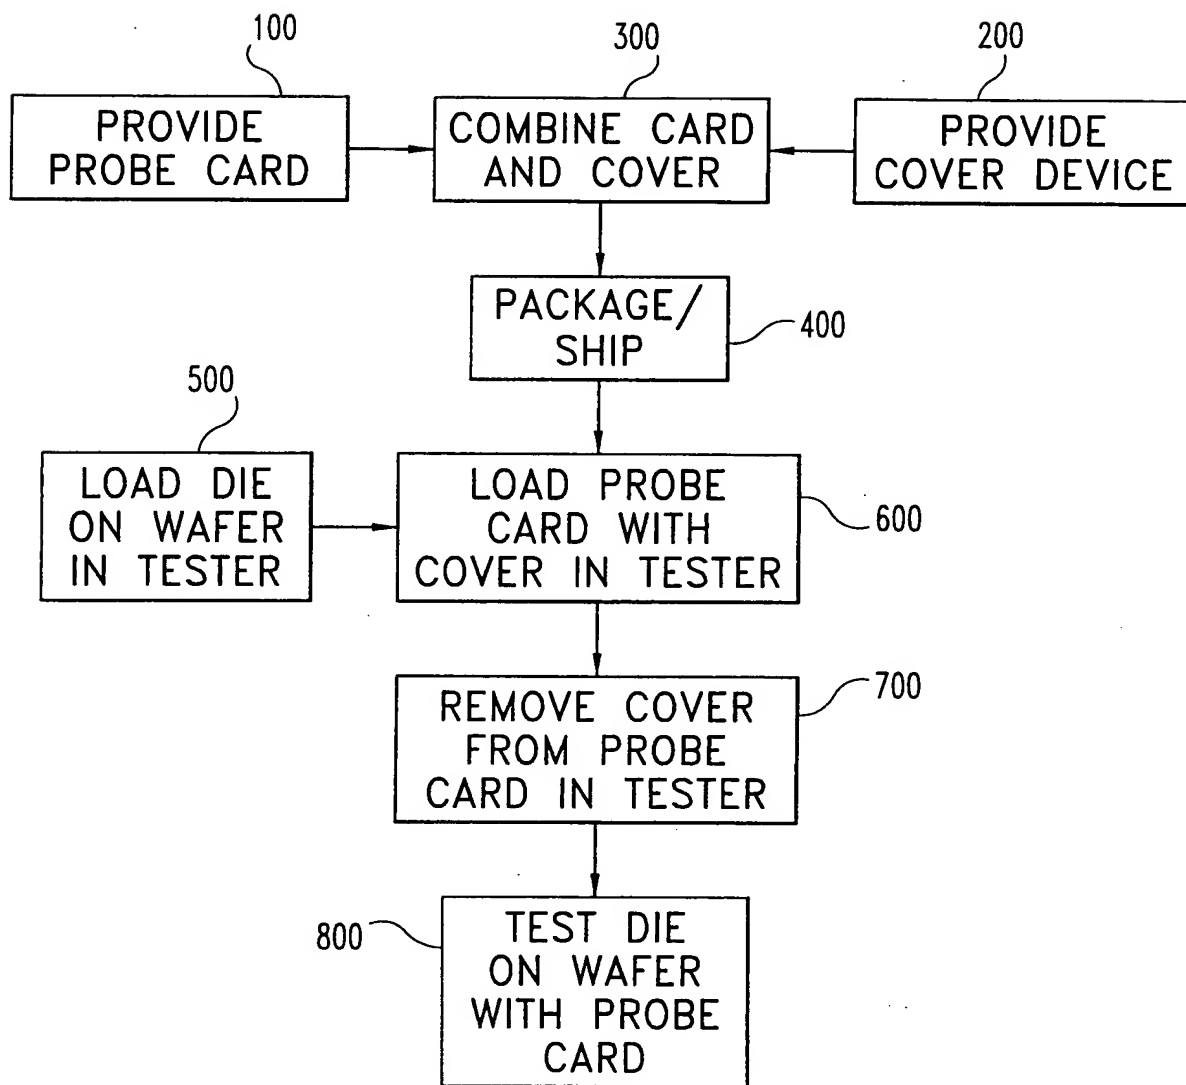 100
300
200
PROVIDE
PROBE CARD
COMBINE CARD
AND COVER
PROVIDE
COVER DEVICE
PACKAGE/
SHIP
400
500
LOAD DIE
ON WAFER
IN TESTER
LOAD PROBE
CARD WITH
COVER IN TESTER
600
REMOVE COVER
FROM PROBE
CARD IN TESTER
700
800
TEST DIE
ON WAFER
WITH PROBE
CARD